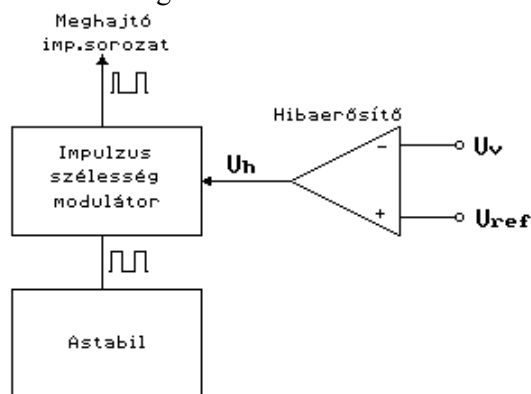 Meghajtó
imp.sorozat
Hibaerősítő
Impulzus
szélesség
modulátor
Uh
-
Uv
+
Uref
Astabil